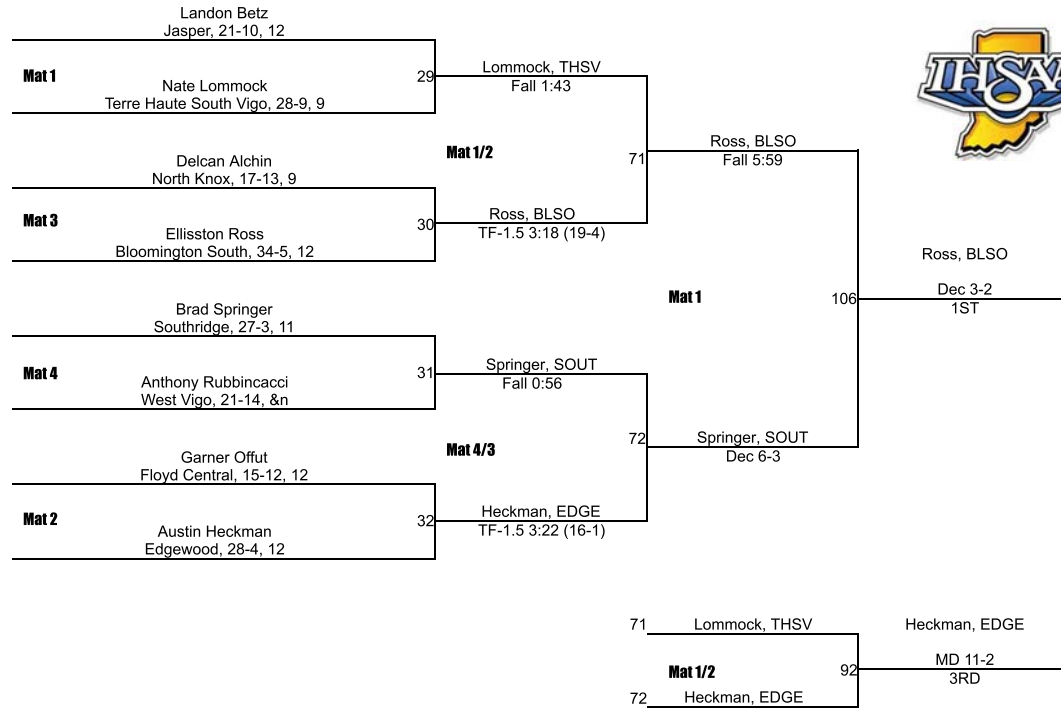 Landon Betz
Jasper, 21-10, 12
Mat 1
Nate Lommock
Terre Haute South Vigo, 28-9, 9
29
Lommock, THSV
Fall 1:43
Delcan Alchin
North Knox, 17-13, 9
Mat 3
Ellisston Ross
Bloomington South, 34-5, 12
30
Ross, BLSO
TF-1.5 3:18 (19-4)
Mat 1/2
71
Ross, BLSO
Fall 5:59
Brad Springer
Southridge, 27-3, 11
Mat 4
Anthony Rubbincacci
West Vigo, 21-14, &n
31
Springer, SOUT
Fall 0:56
Garner Offut
Floyd Central, 15-12, 12
Mat 2
Austin Heckman
Edgewood, 28-4, 12
32
Heckman, EDGE
TF-1.5 3:22 (16-1)
Mat 4/3
72
Springer, SOUT
Dec 6-3
Mat 1
106
Ross, BLSO
Dec 3-2
1ST
IHSAA
71
Lommock, THSV
Mat 1/2
72
Heckman, EDGE
92
Heckman, EDGE
MD 11-2
3RD